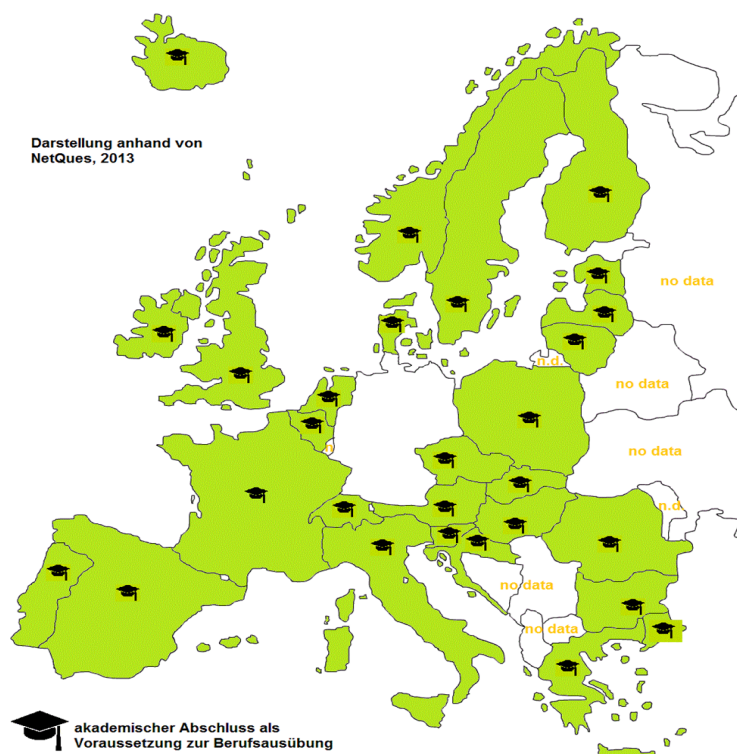 Darstellung anhand von
NetQues, 2013
no data
n.d.
no data
no data
n
n.d.
no data
no data
akademischer Abschluss als
Voraussetzung zur Berufsausübung